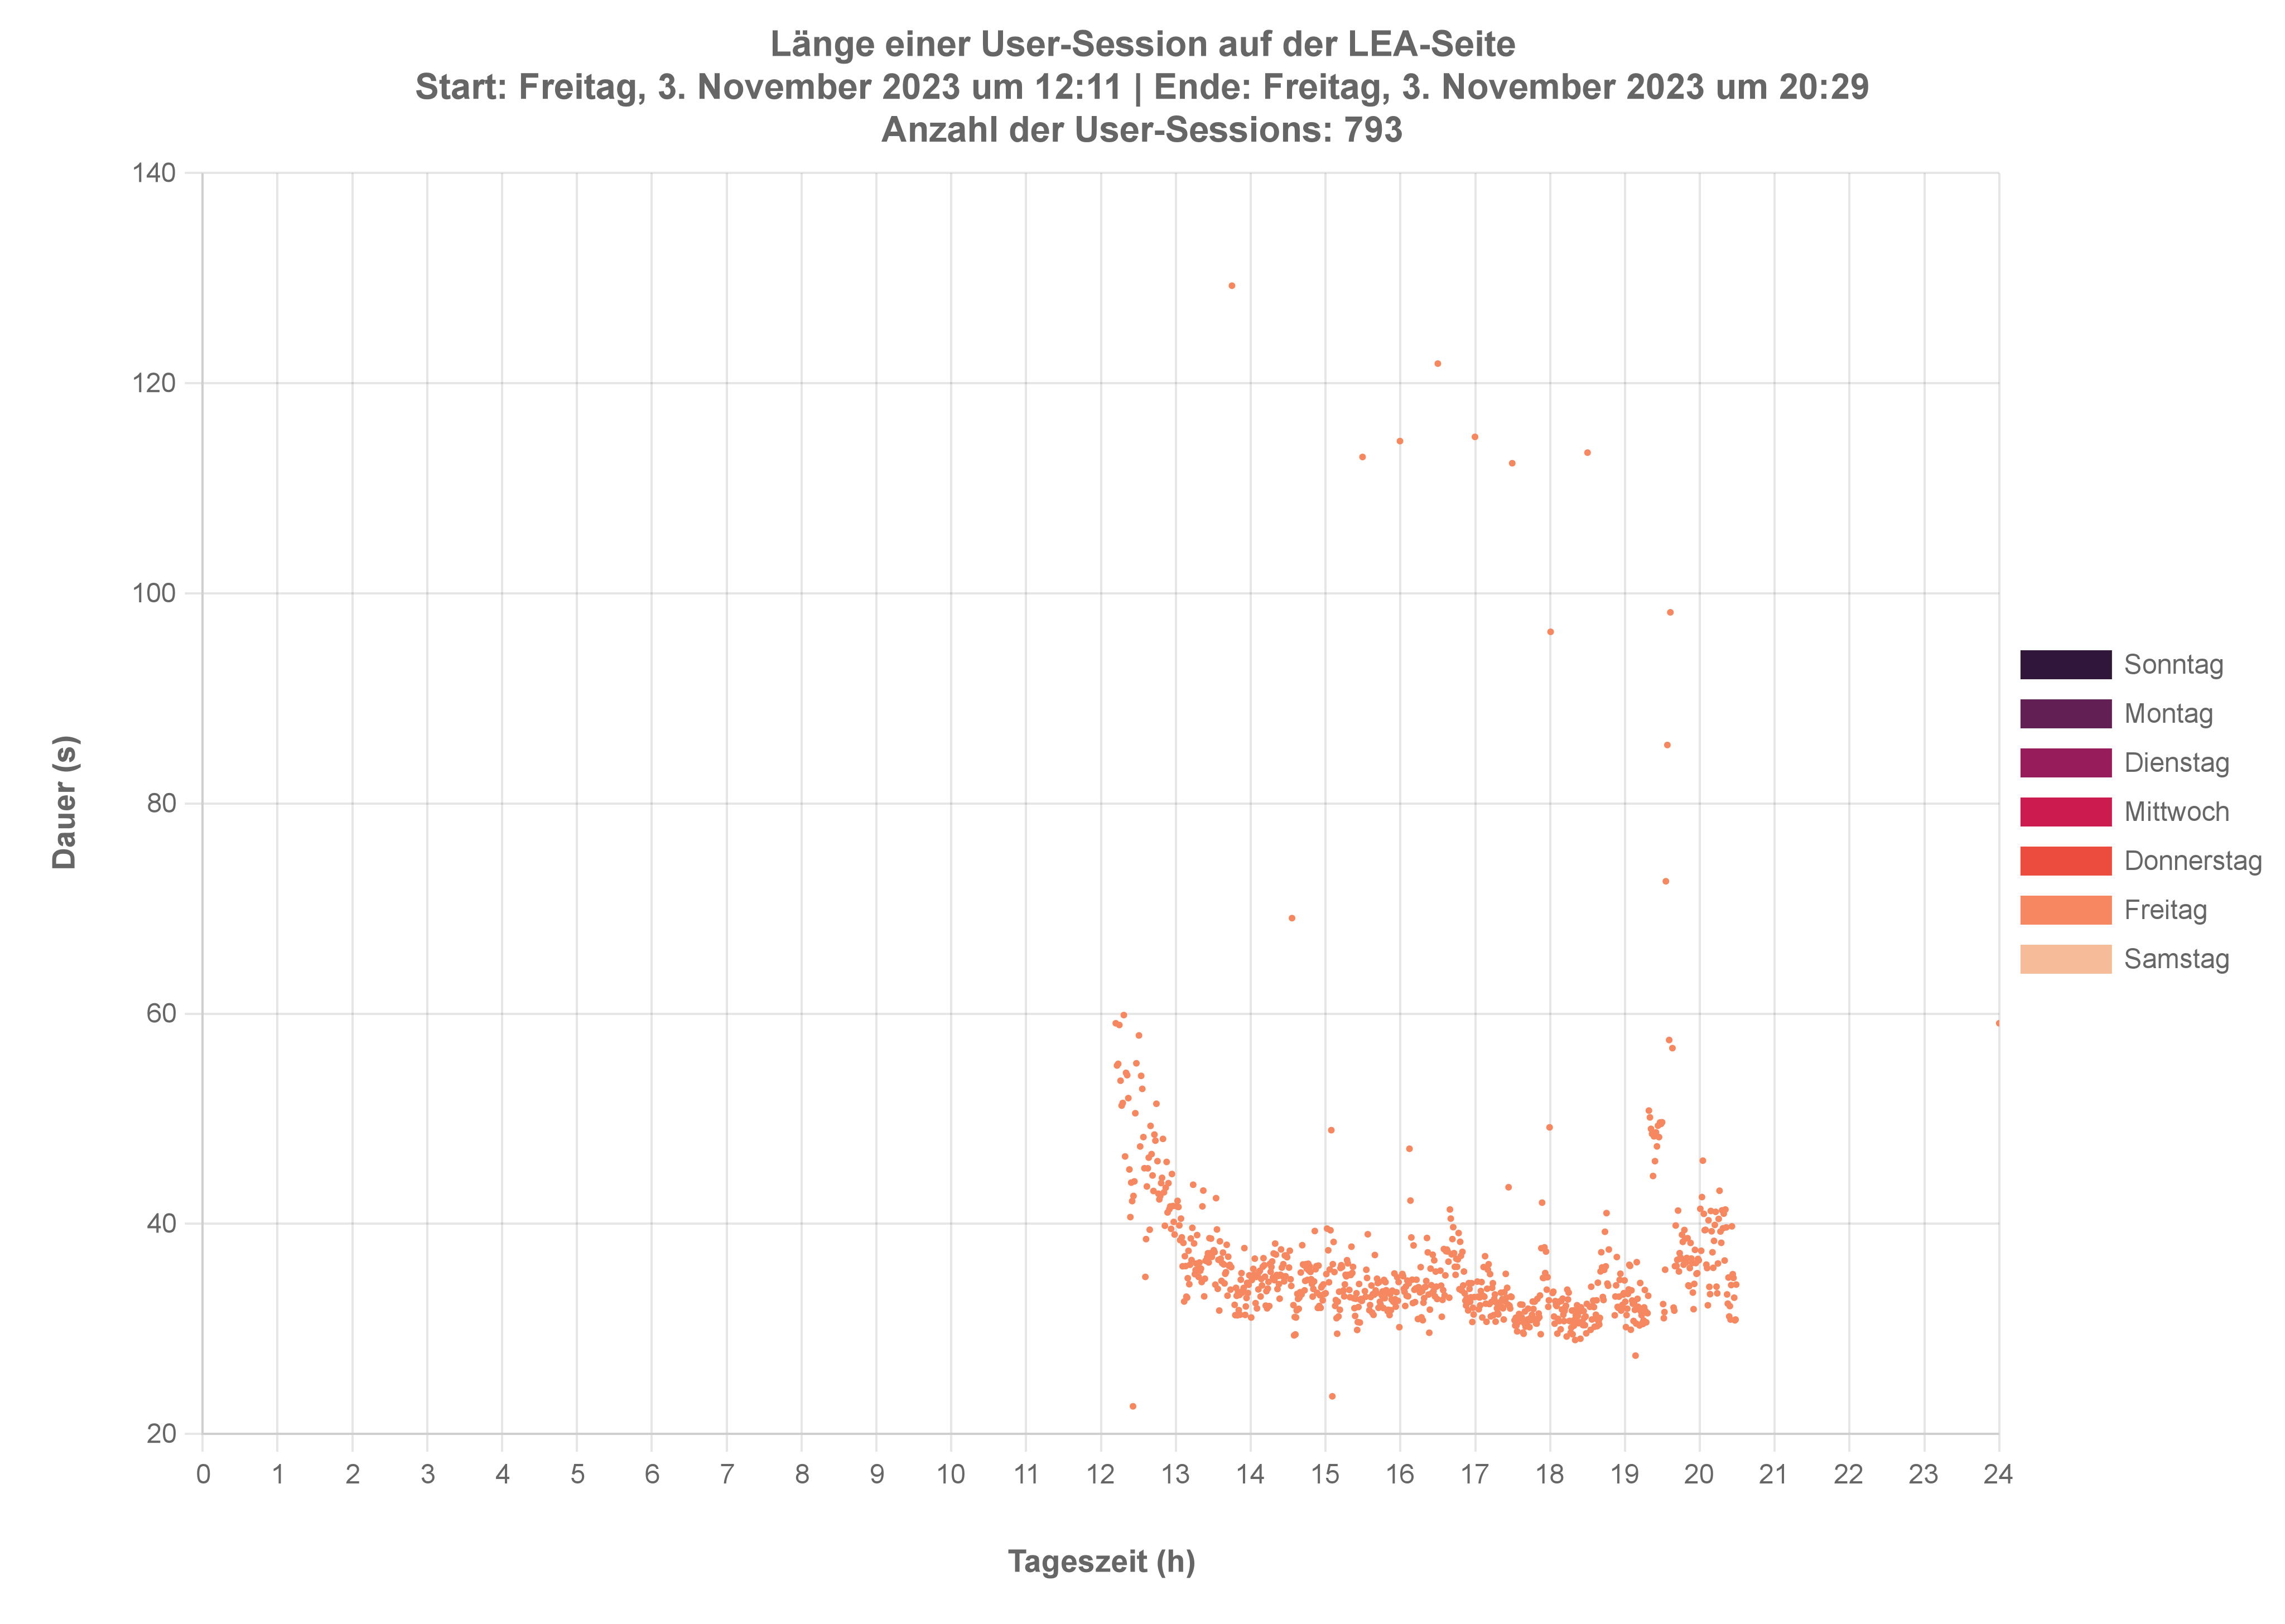 Länge einer User-Session auf der LEA-Seite
Start: Freitag, 3. November 2023 um 12:11 | Ende: Freitag, 3. November 2023 um 20:29
Anzahl der User-Sessions: 793
140
120
100
80
60
40
20
Dauer (s)
0 1 2 3 4 5 6 7 8 9 10 11 12 13 14 15 16 17 18 19 20 21 22 23 24
Tageszeit (h)
Sonntag
Montag
Dienstag
Mittwoch
Donnerstag
Freitag
Samstag